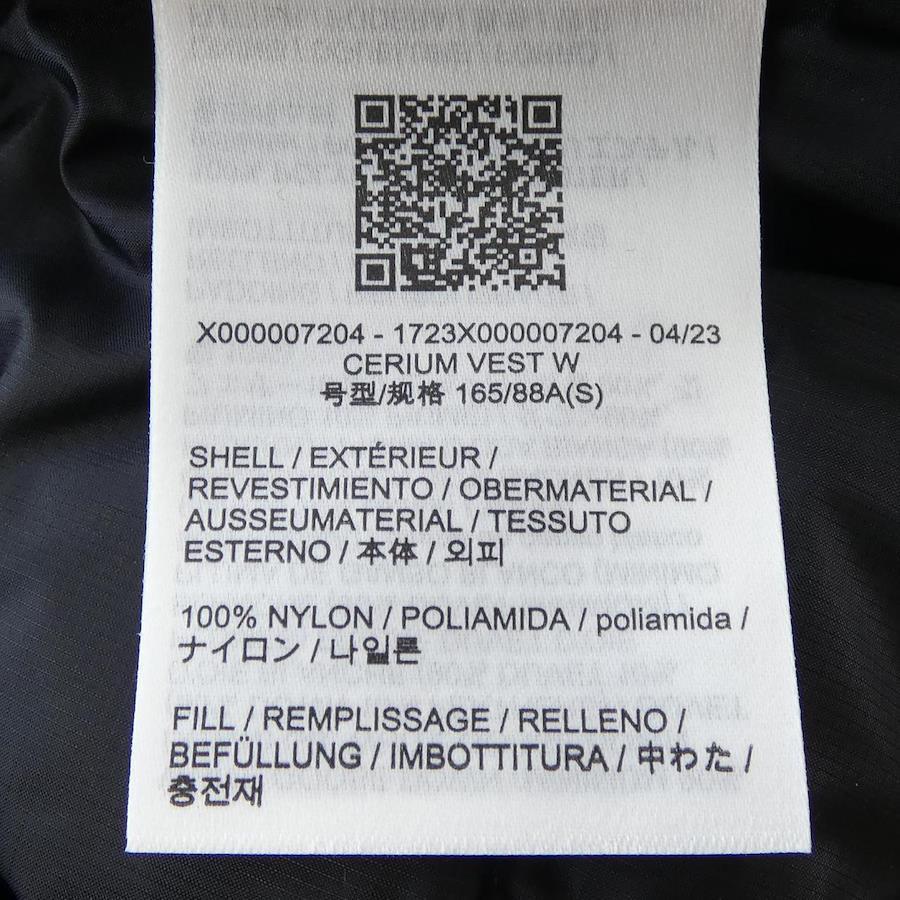 X000007204 - 1723X000007204 - 04/23
CERIUM VEST W
号型/规格 165/88A(S)
SHELL / EXTÉRIEUR /
REVESTIMIENTO / OBERMATERIAL /
AUSSEUMATERIAL / TESSUTO
ESTERNO / 本体 / 외피
100% NYLON / POLIAMIDA / poliamida /
ナイロン / 나일론
FILL / REMPLISSAGE / RELLENO /
BEFÜLLUNG / IMBOTTITURA / 中わた /
충전재